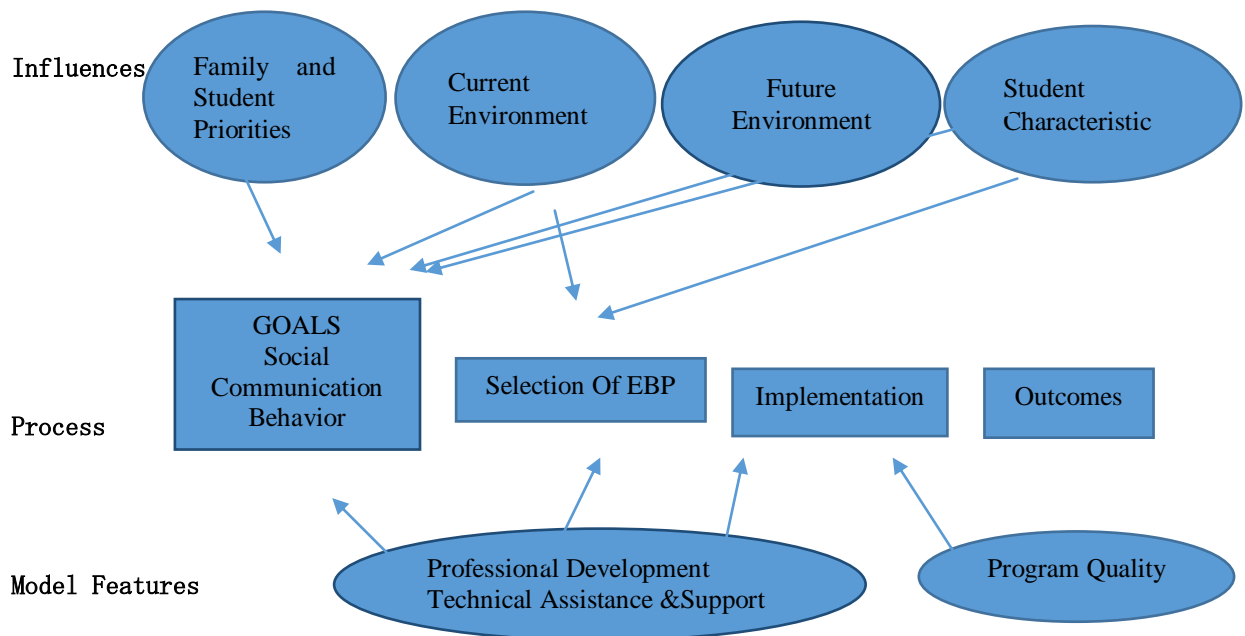 Influences
Family and
Student
Priorities
Current
Environment
Future
Environment
Student
Characteristic
GOALS
Social
Communication
Behavior
Selection Of EBP
Implementation
Outcomes
Process
Professional Development
Technical Assistance &Support
Program Quality
Model Features